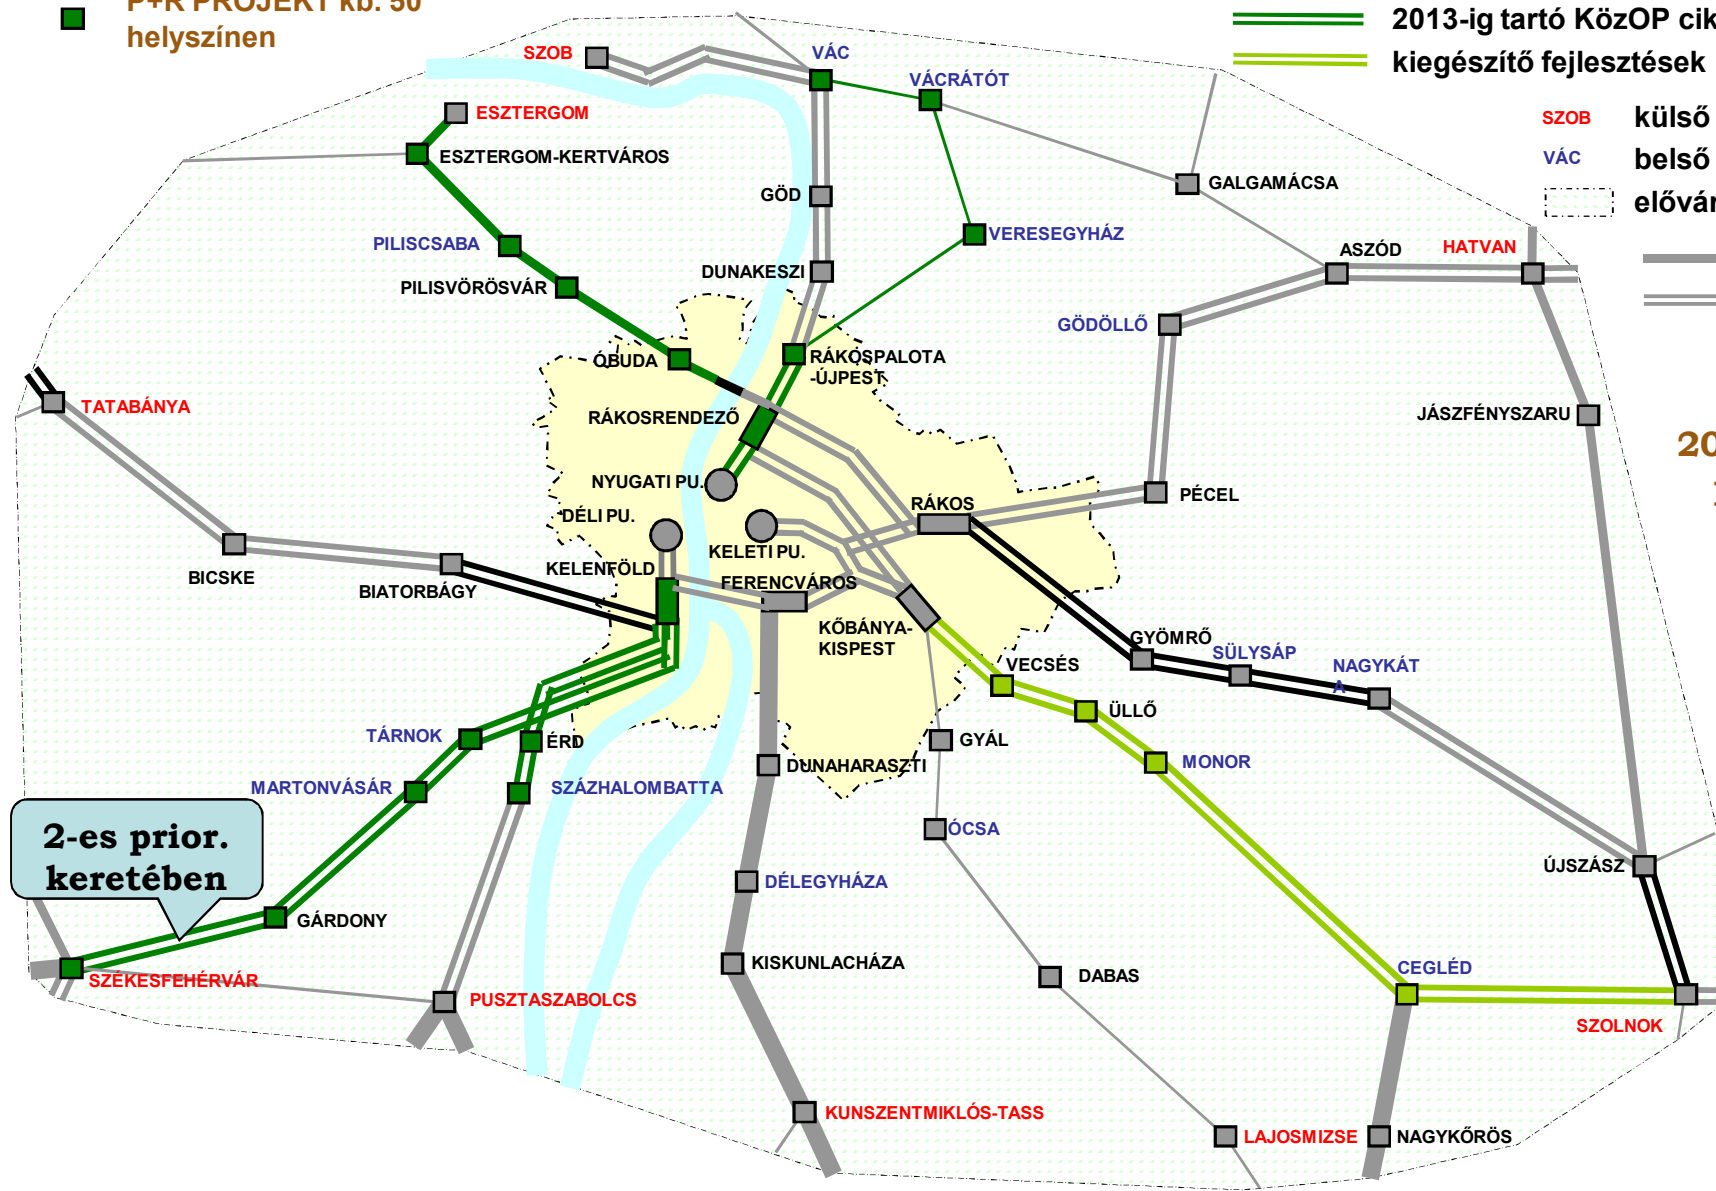 P+R PROJEKT kb. 50
helyszínen
2013-ig tartó KözOP cik
kiegészítő fejlesztések
SZOB külső
VÁC belső
elővár
SZOB
VÁC
VÁCRÁTÓT
ESZTERGOM
ESZTERGOM-KERTVÁROS
GALGAMÁCSA
GÖD
PILISCSABA
VERESEGYHÁZ
ASZÓD
HATVAN
DUNAKESZI
PILISVÖRÖSVÁR
GÖDÖLLŐ
ÓBUDA
RÁKOSPALOTA
-ÚJPEST
TATABÁNYA
RÁKOSRENDEZŐ
JÁSZFÉNYSZARU
20
NYUGATI PU.
PÉCEL
RÁKOS
DÉLI PU.
KELETI PU.
KELENFÖLD
FERENCVÁROS
BICSKE
BIATORBÁGY
KŐBÁNYA-
KISPEST
GYÖMRŐ
SÜLYSÁP
NAGYKÁT
A
VECSÉS
ÜLLŐ
TÁRNOK
ÉRD
GYÁL
MONOR
DUNAHARASZTI
MARTONVÁSÁR
SZÁZHALOMBATTA
2-es prior.
keretében
ÓCSA
ÚJSZÁSZ
DÉLEGYHÁZA
GÁRDONY
KISKUNLACHÁZA
DABAS
CEGLÉD
SZÉKESFEHÉRVÁR
PUSZTASZABOLCS
SZOLNOK
KUNSZENTMIKLÓS-TASS
LAJOSMIZSE
NAGYKŐRÖS